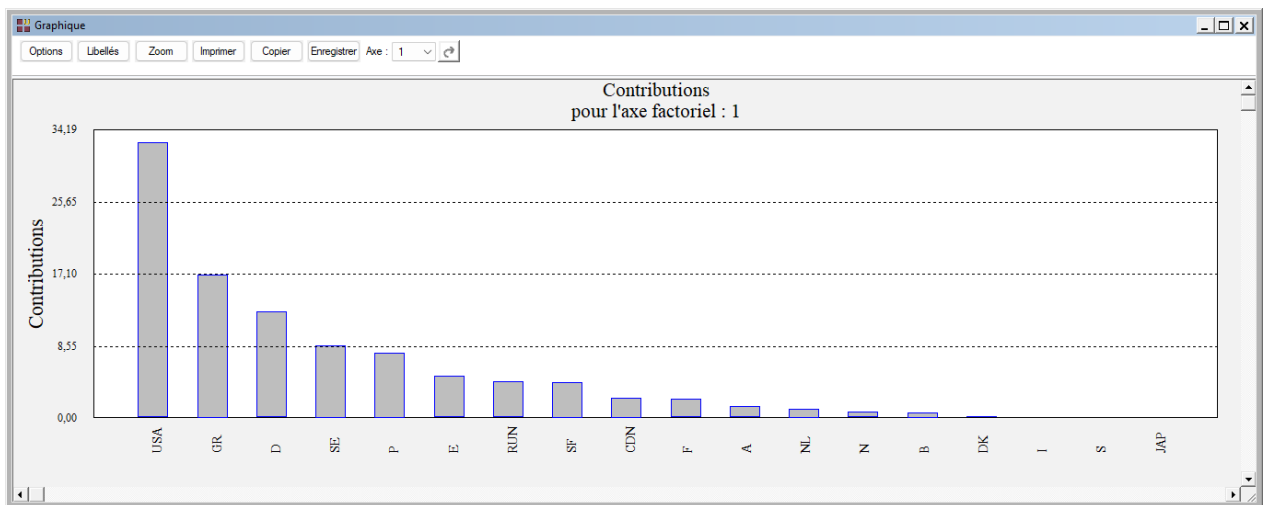 Graphique
Options Libellés Zoom Imprimer Copier Enregistrer Axe : 1
Contributions
pour l'axe factoriel : 1
34,19
25,65
17,10
8,55
0,00
Contributions
USA GR D SE P E RUN SF CDN F A NL N B DK I S JAP